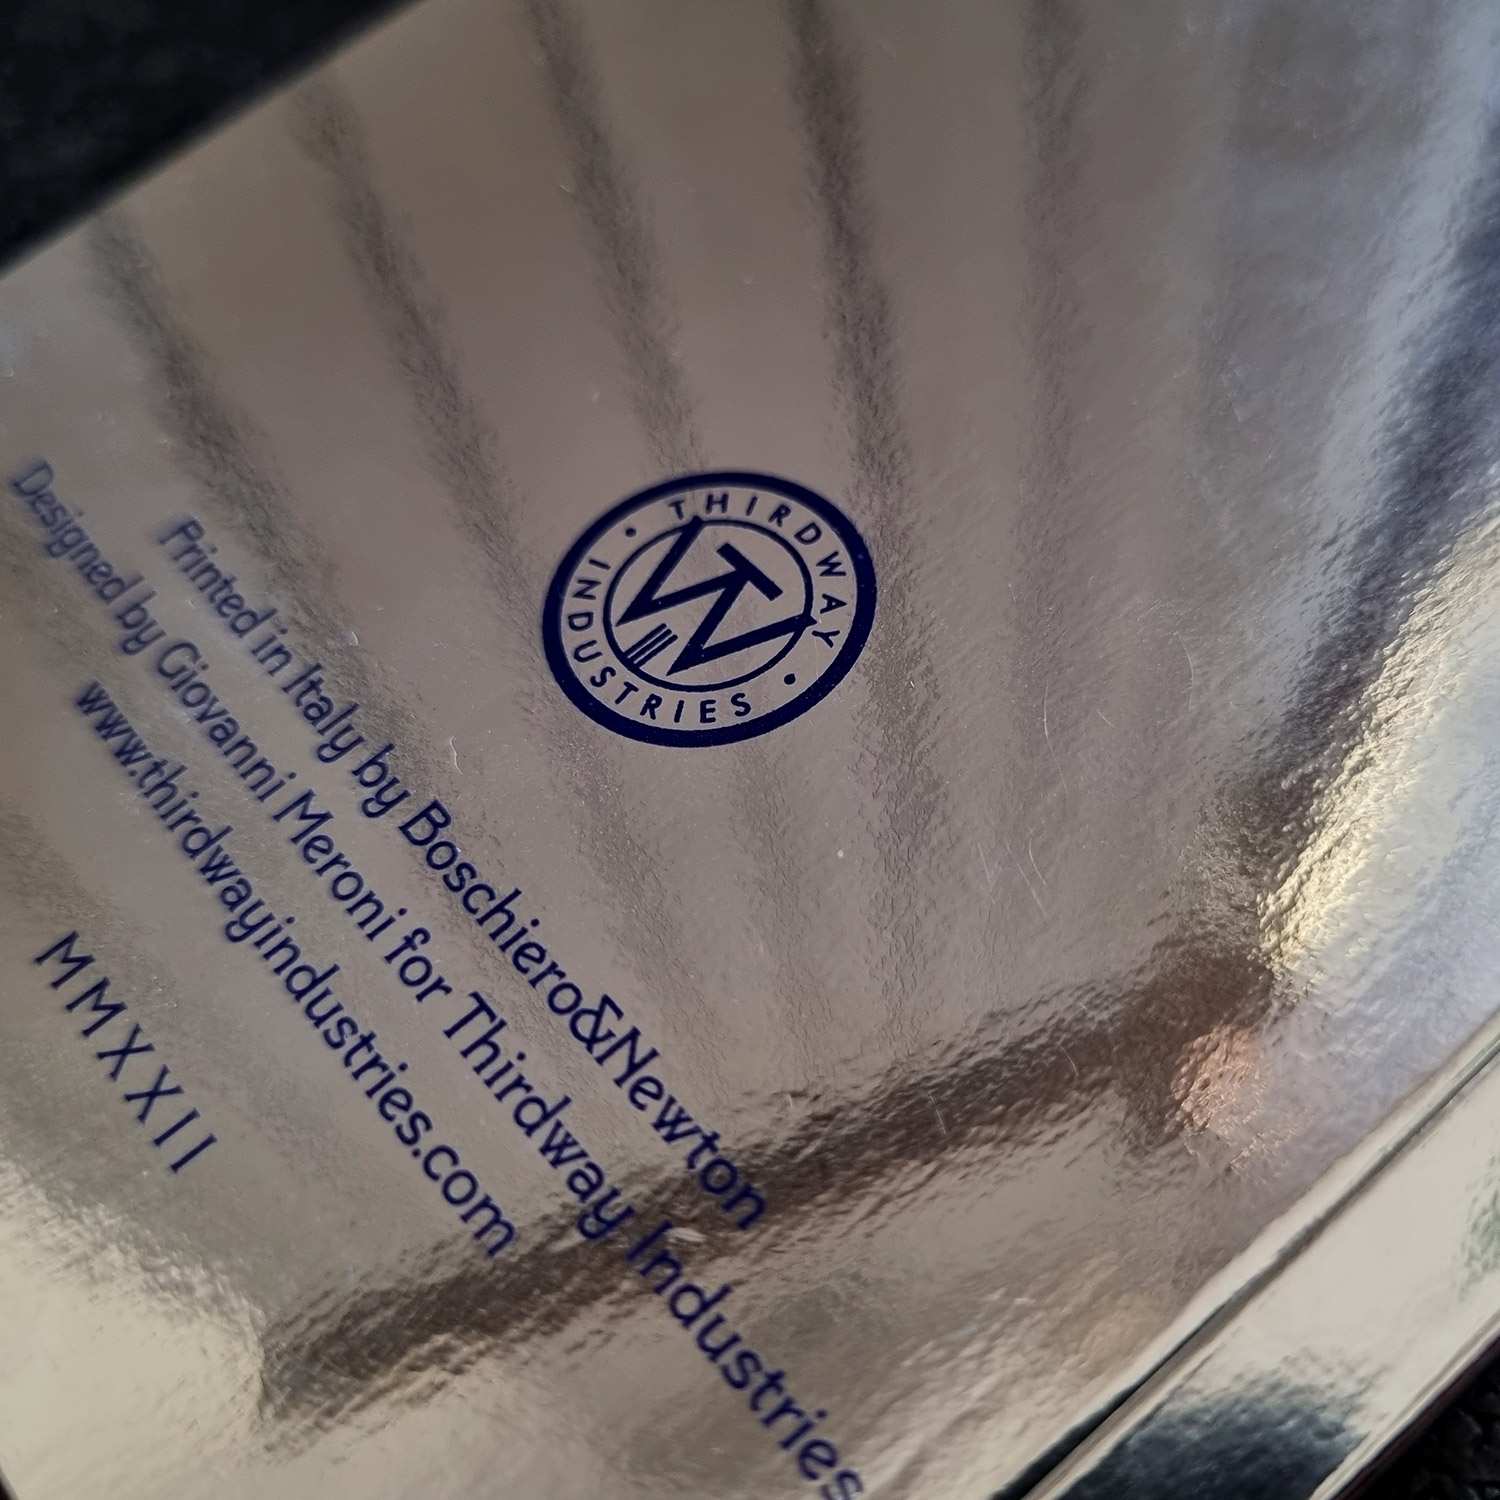 THIRDWAY • INDUSTRIES •
TW
Printed in Italy by Boschiero&Newton
Designed by Giovanni Meroni for Thirdway Industries
www.thirdwayindustries.com
MMXXII